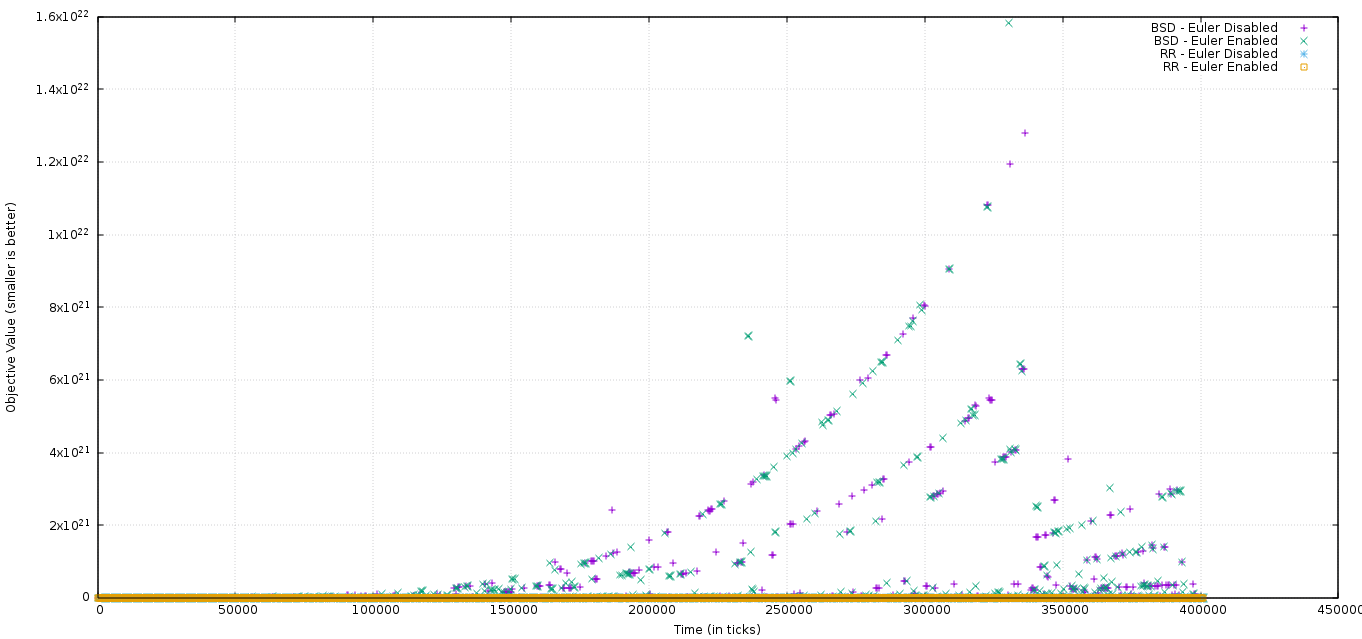 1.6x10^22
1.4x10^22
1.2x10^22
1x10^22
8x10^21
6x10^21
4x10^21
2x10^21
0
Objective Value (smaller is better)
BSD - Euler Disabled
BSD - Euler Enabled
RR - Euler Disabled
RR - Euler Enabled
0 50000 100000 150000 200000 250000 300000 350000 400000 450000
Time (in ticks)